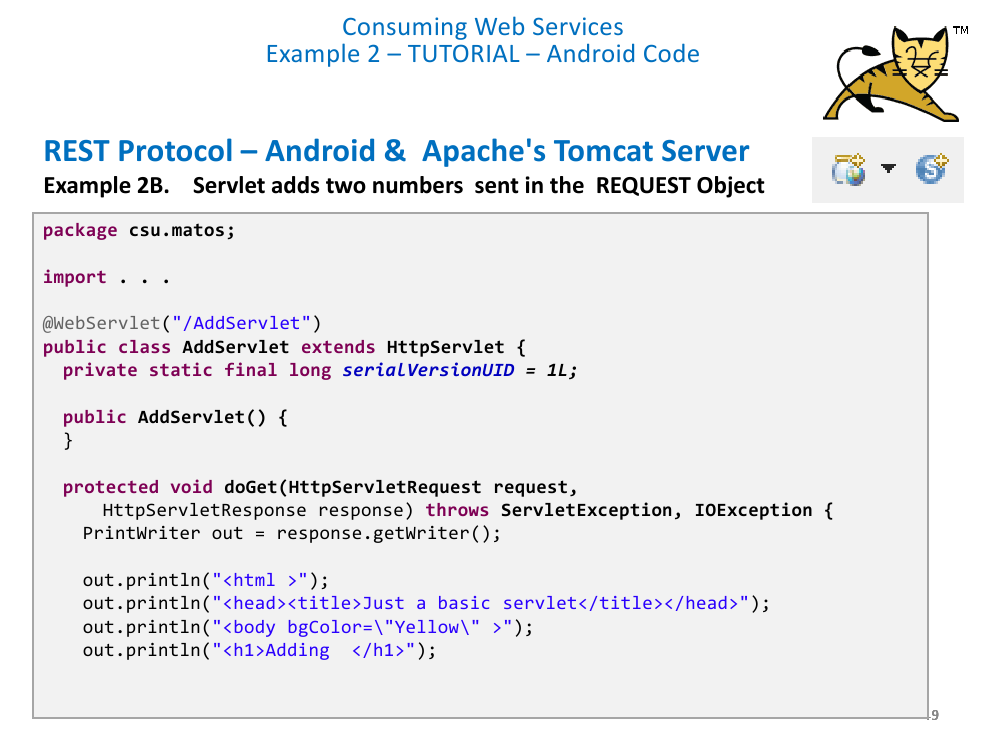 Consuming Web Services
Example 2 – TUTORIAL – Android Code
TM
REST Protocol – Android &  Apache's Tomcat Server
Example 2B.    Servlet adds two numbers  sent in the  REQUEST Object
S
package csu.matos;
import . . .
@WebServlet("/AddServlet")
public class AddServlet extends HttpServlet {
private static final long serialVersionUID = 1L;
public AddServlet() {
}
protected void doGet(HttpServletRequest request,
HttpServletResponse response) throws ServletException, IOException {
PrintWriter out = response.getWriter();
out.println("<html >");
out.println("<head><title>Just a basic servlet</title></head>");
out.println("<body bgColor=\"Yellow\" >");
out.println("<h1>Adding  </h1>");
9